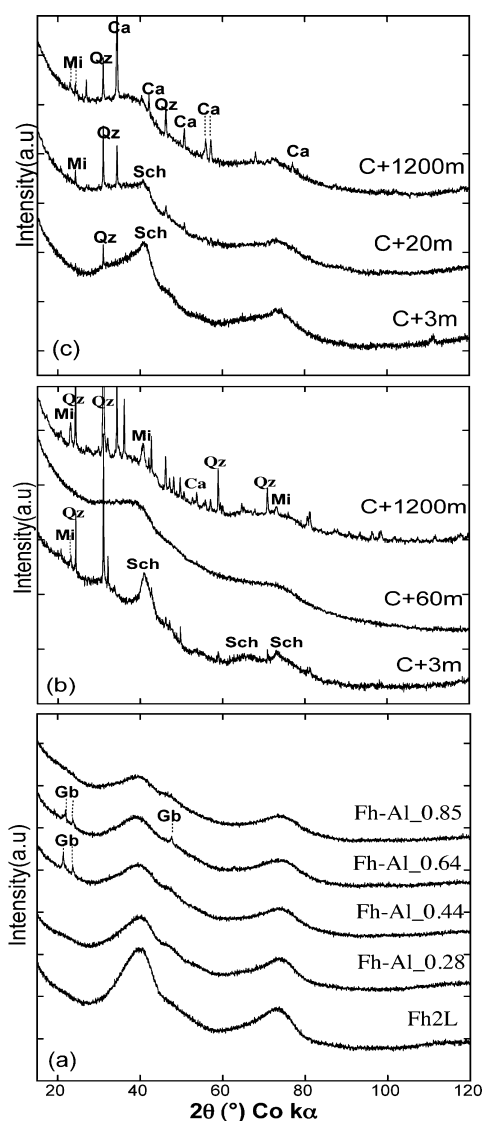 Ca
Mi
Qz
Ca
Qz
Ca
Ca
Ca
C+1200m
Intensity(a.u)
Mi
Qz
Sch
C+20m
Qz
Sch
C+3m
(c)
Qz
Qz
Mi
Mi
Ca
Qz
Qz
Mi
C+1200m
C+60m
Intensity(a.u)
Qz
Mi
Sch
Sch
Sch
C+3m
(b)
Gb
Gb
Fh-Al_0.85
Gb
Fh-Al_0.64
Fh-Al_0.44
Intensity(a.u)
Fh-Al_0.28
Fh2L
(a)
20 40 60 80 100 120
2θ (°) Co kα